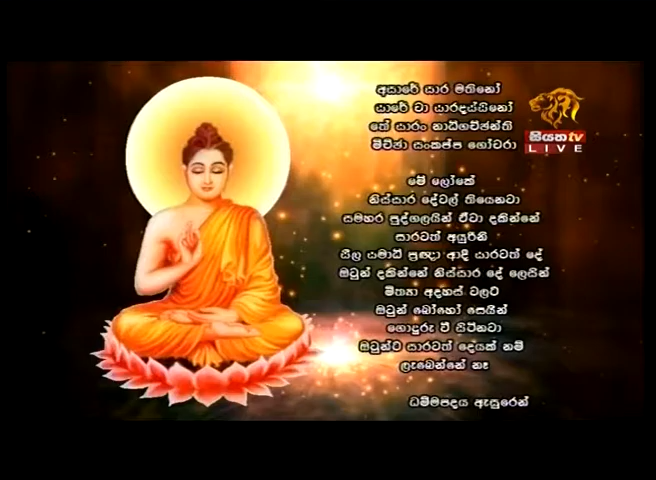 අසාරේ සාර මතිනෝ
සාරේ චා සාරදස්සිනෝ
තේ සාරං නාධිගච්ඡන්ති
මිච්ඡා සංකප්ප ගෝචරා
සියත tv
LIVE
මේ ලෝකේ
නිස්සාර දේවල් තියෙනවා
සමහර පුද්ගලයින් ඒවා දකින්නේ
සාරවත් අයුරිනි
සීල සමාධි ප්‍රඥා ආදී සාරවත් දේ
ඔවුන් දකින්නේ නිස්සාර දේ ලෙසින්
මිත්‍යා අදහස් වලට
ඔවුන් බෝහෝ සෙයින්
ගොදුරු වී සිටිනවා
ඔවුන්ට සාරවත් දෙයක් නම්
ලැබෙන්නේ නෑ
ධම්මපදය ඇසුරෙන්